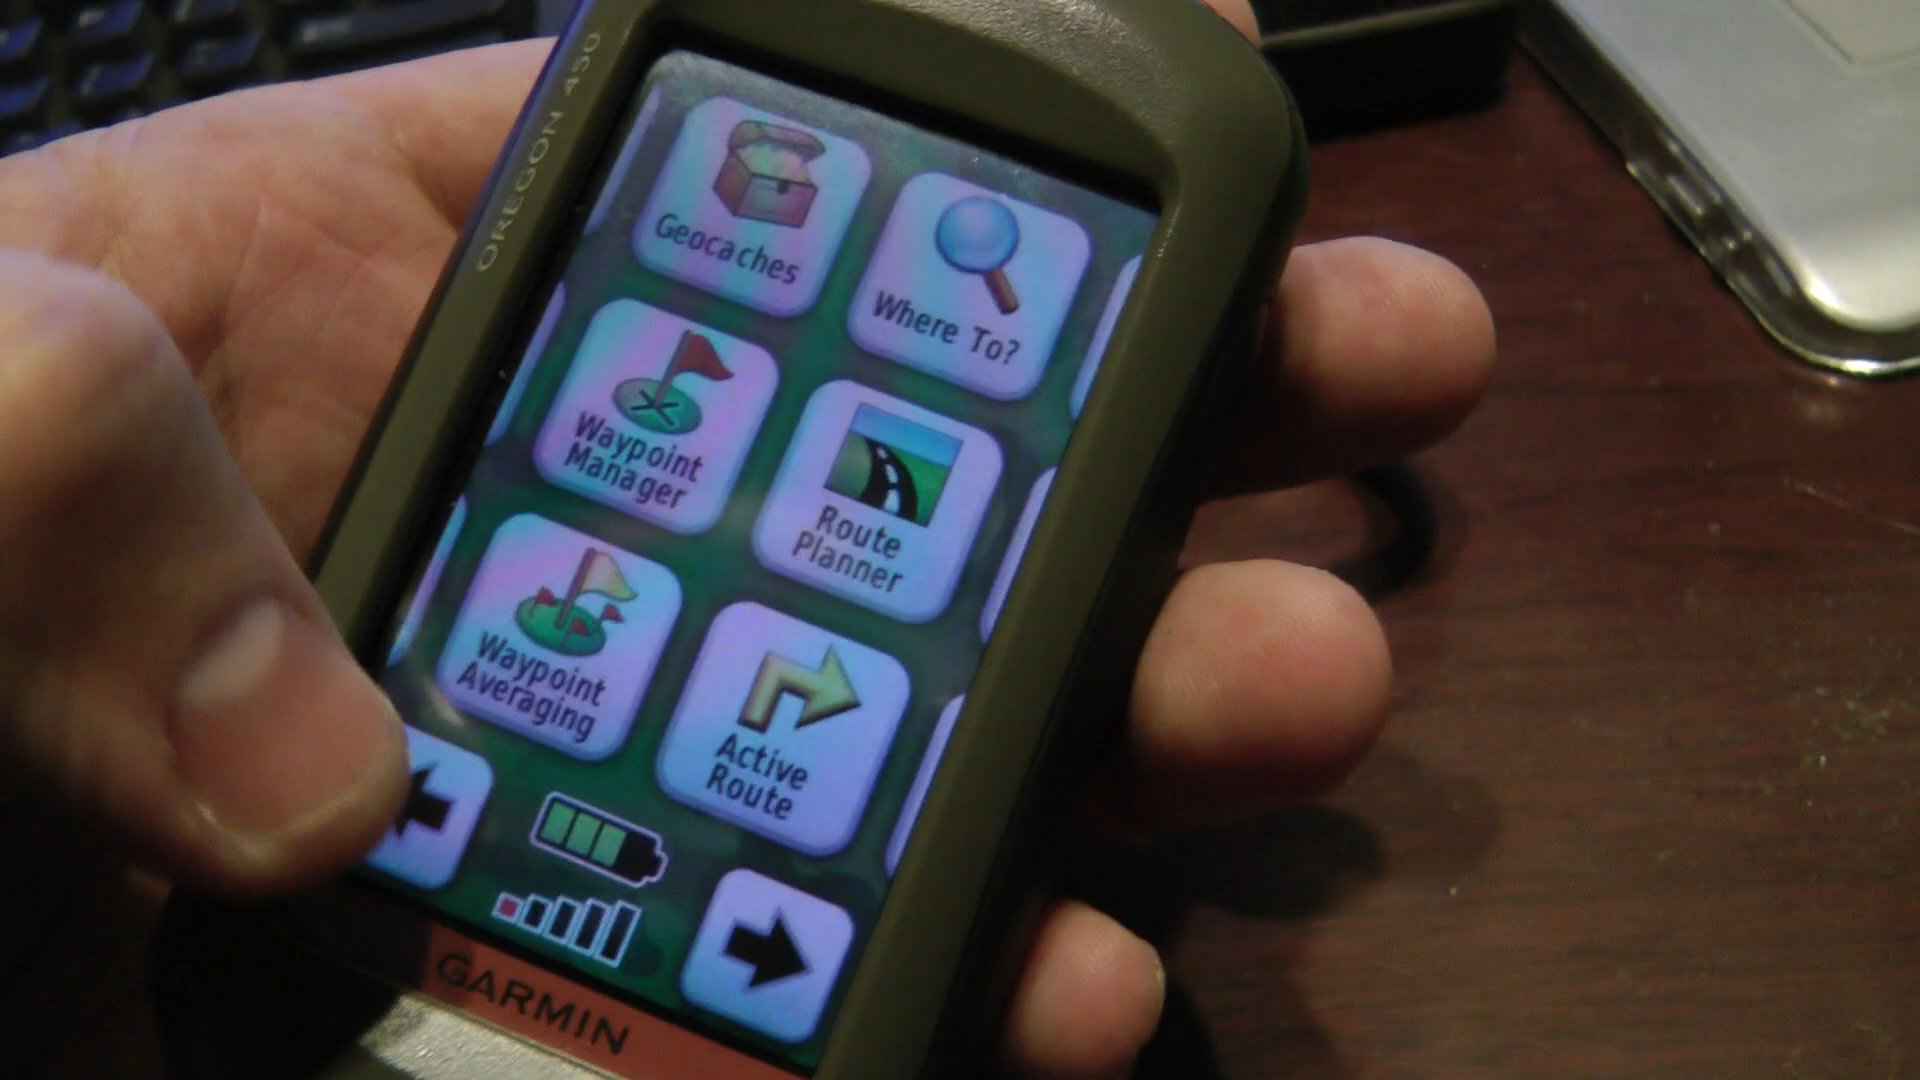 OREGON 450
Geocaches
Where To?
Waypoint
Manager
Route
Planner
Waypoint
Averaging
Active
Route
GARMIN